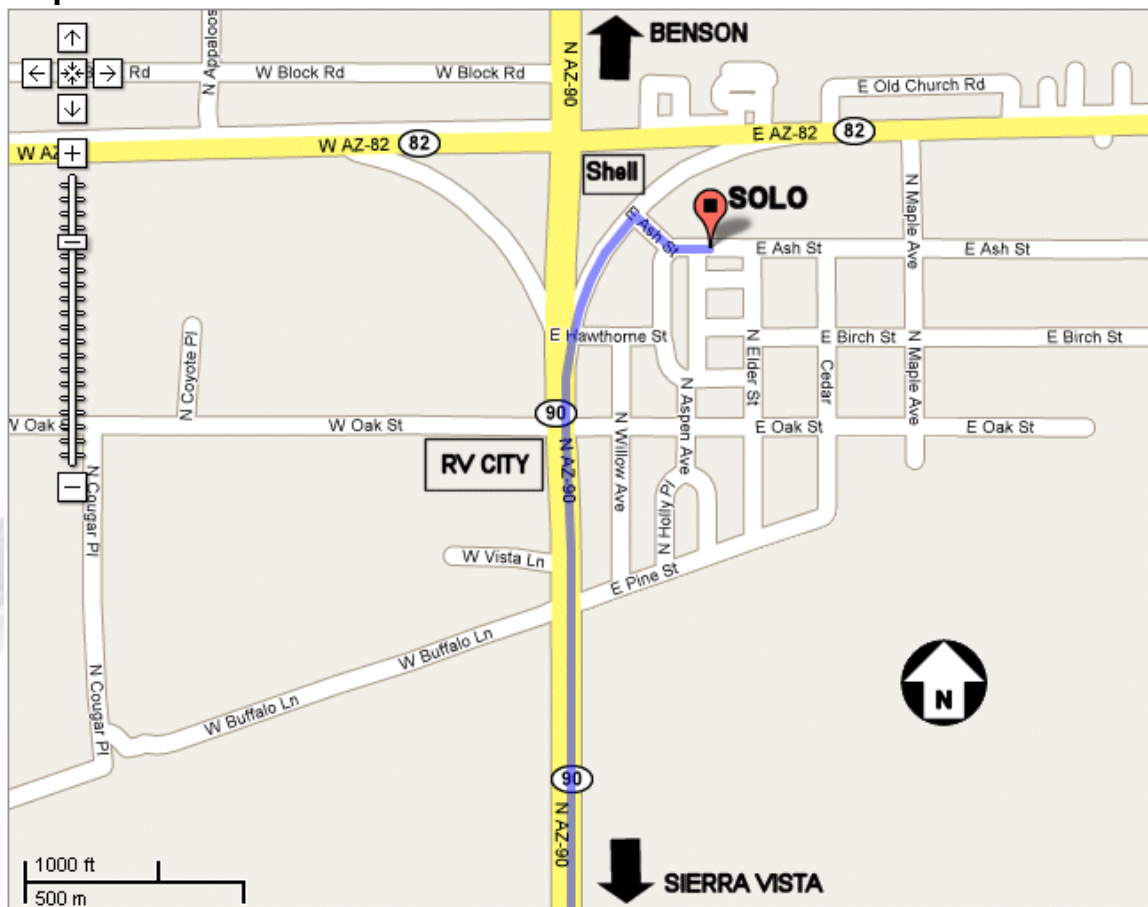 BENSON
N AZ-90
N Appaloos
Rd
W Block Rd
W Block Rd
E Old Church Rd
W AZ
W AZ-82
82
E AZ-82
82
Shell
SOLO
E Ash St
E Ash St
E Ash St
N Maple Ave
E Hawthorne St
N Elder St
E Birch St
E Birch St
N Coyote Pl
Cedar
N Maple Ave
N Aspen Ave
90
W Oak
W Oak St
E Oak St
E Oak St
RV CITY
N AZ-90
N Willow Ave
N Cougar Pl
N Holly Pl
W Vista Ln
E Pine St
W Buffalo Ln
W Buffalo Ln
N Cougar Pl
N
90
N AZ-90
1000 ft
500 m
SIERRA VISTA